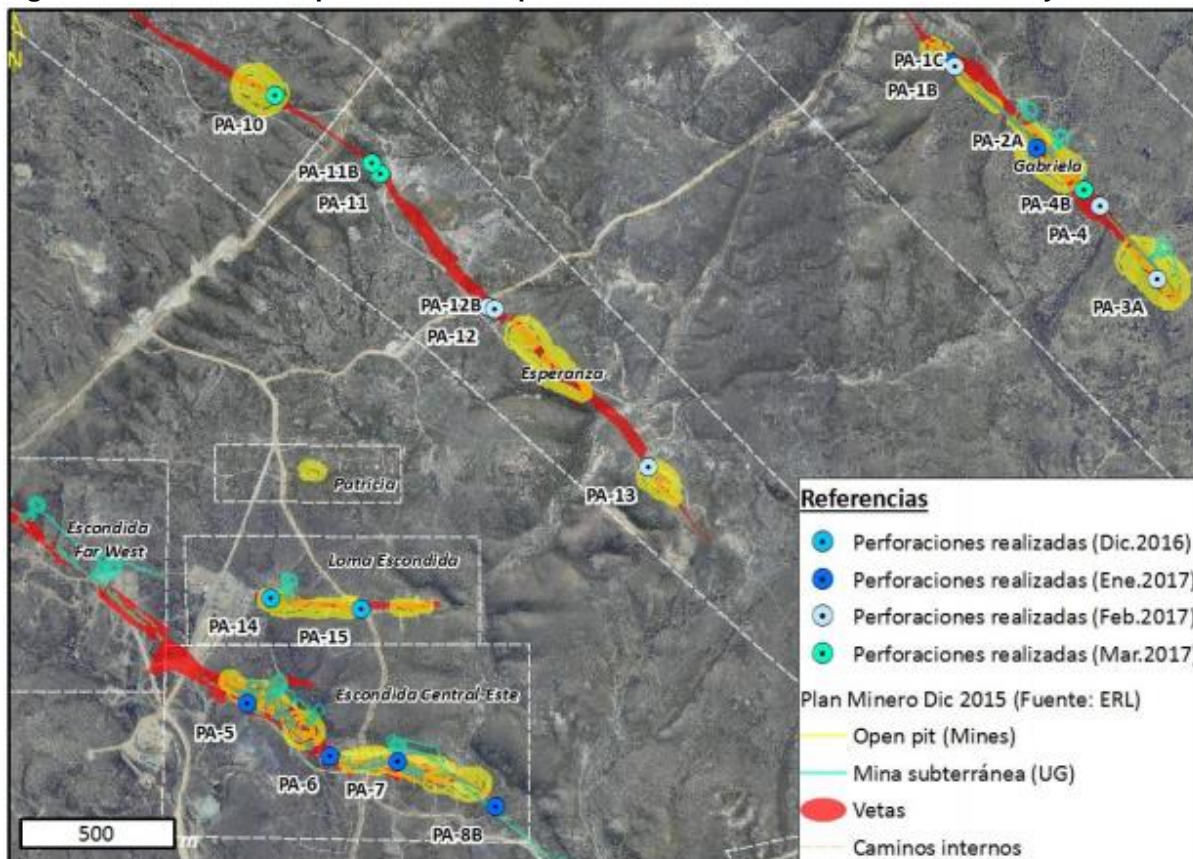 N
PA-1C
PA-1B
PA-10
PA-2A
Gabriela
PA-11B
PA-11
PA-4B
PA-4
PA-3A
PA-12B
PA-12
Esperanza
PA-13
Patricia
Escondida
Far West
Loma Escondida
PA-14
PA-15
Escondida Central-Este
PA-5
PA-6
PA-7
PA-8B
500
m
Referencias
Perforaciones realizadas (Dic.2016)
Perforaciones realizadas (Ene.2017)
Perforaciones realizadas (Feb.2017)
Perforaciones realizadas (Mar.2017)
Plan Minero Dic 2015 (Fuente: ERL)
Open pit (Mines)
Mina subterránea (UG)
Vetas
Caminos internos